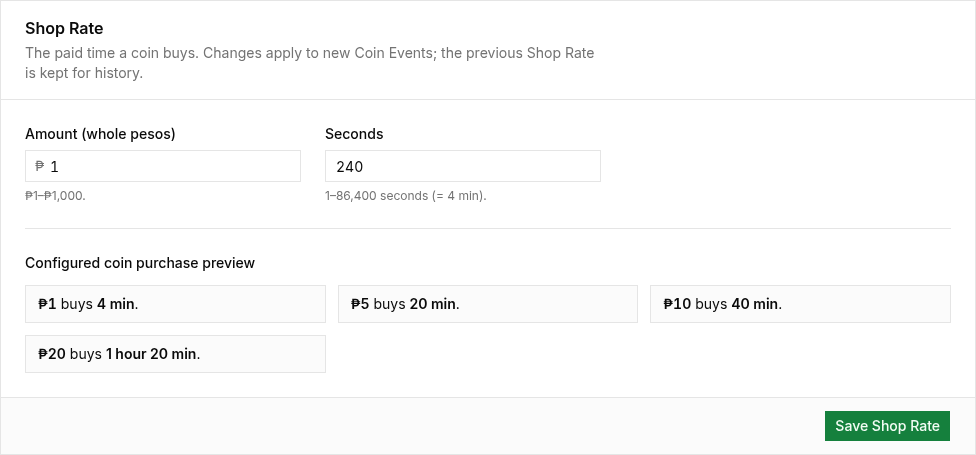 Shop Rate
The paid time a coin buys. Changes apply to new Coin Events; the previous Shop Rate
is kept for history.
Amount (whole pesos)
Seconds
₱ 1
240
₱1–₱1,000.
1–86,400 seconds (= 4 min).
Configured coin purchase preview
₱1 buys 4 min.
₱5 buys 20 min.
₱10 buys 40 min.
₱20 buys 1 hour 20 min.
Save Shop Rate